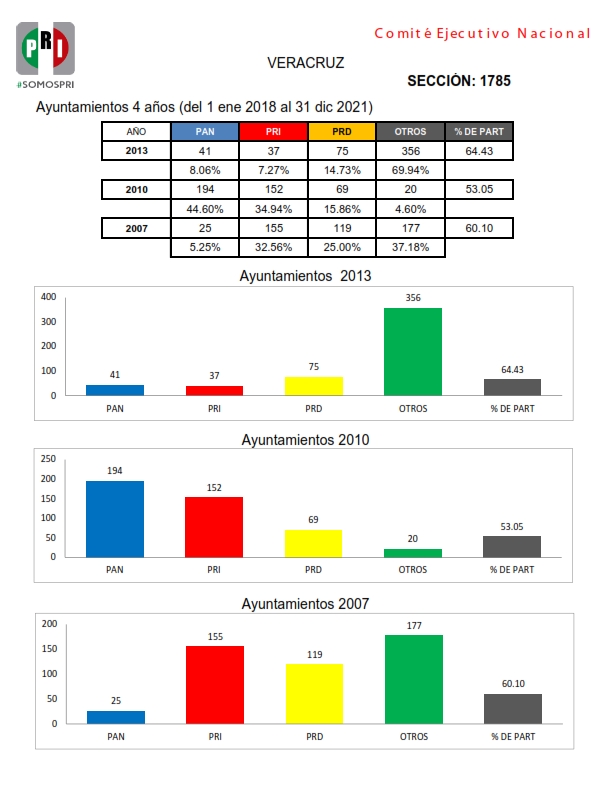 Comité Ejecutivo Nacional
PRI
#SOMOSPRI
VERACRUZ
SECCIÓN: 1785
Ayuntamientos 4 años (del 1 ene 2018 al 31 dic 2021)
AÑO PAN PRI PRD OTROS % DE PART
2013 41 37 75 356 64.43
8.06% 7.27% 14.73% 69.94%
2010 194 152 69 20 53.05
44.60% 34.94% 15.86% 4.60%
2007 25 155 119 177 60.10
5.25% 32.56% 25.00% 37.18%
Ayuntamientos 2013
400
300
200
100
0
41 37 75 356 64.43
PAN PRI PRD OTROS % DE PART
Ayuntamientos 2010
250
200
150
100
50
0
194 152 69 20 53.05
PAN PRI PRD OTROS % DE PART
Ayuntamientos 2007
200
150
100
50
0
25 155 119 177 60.10
PAN PRI PRD OTROS % DE PART